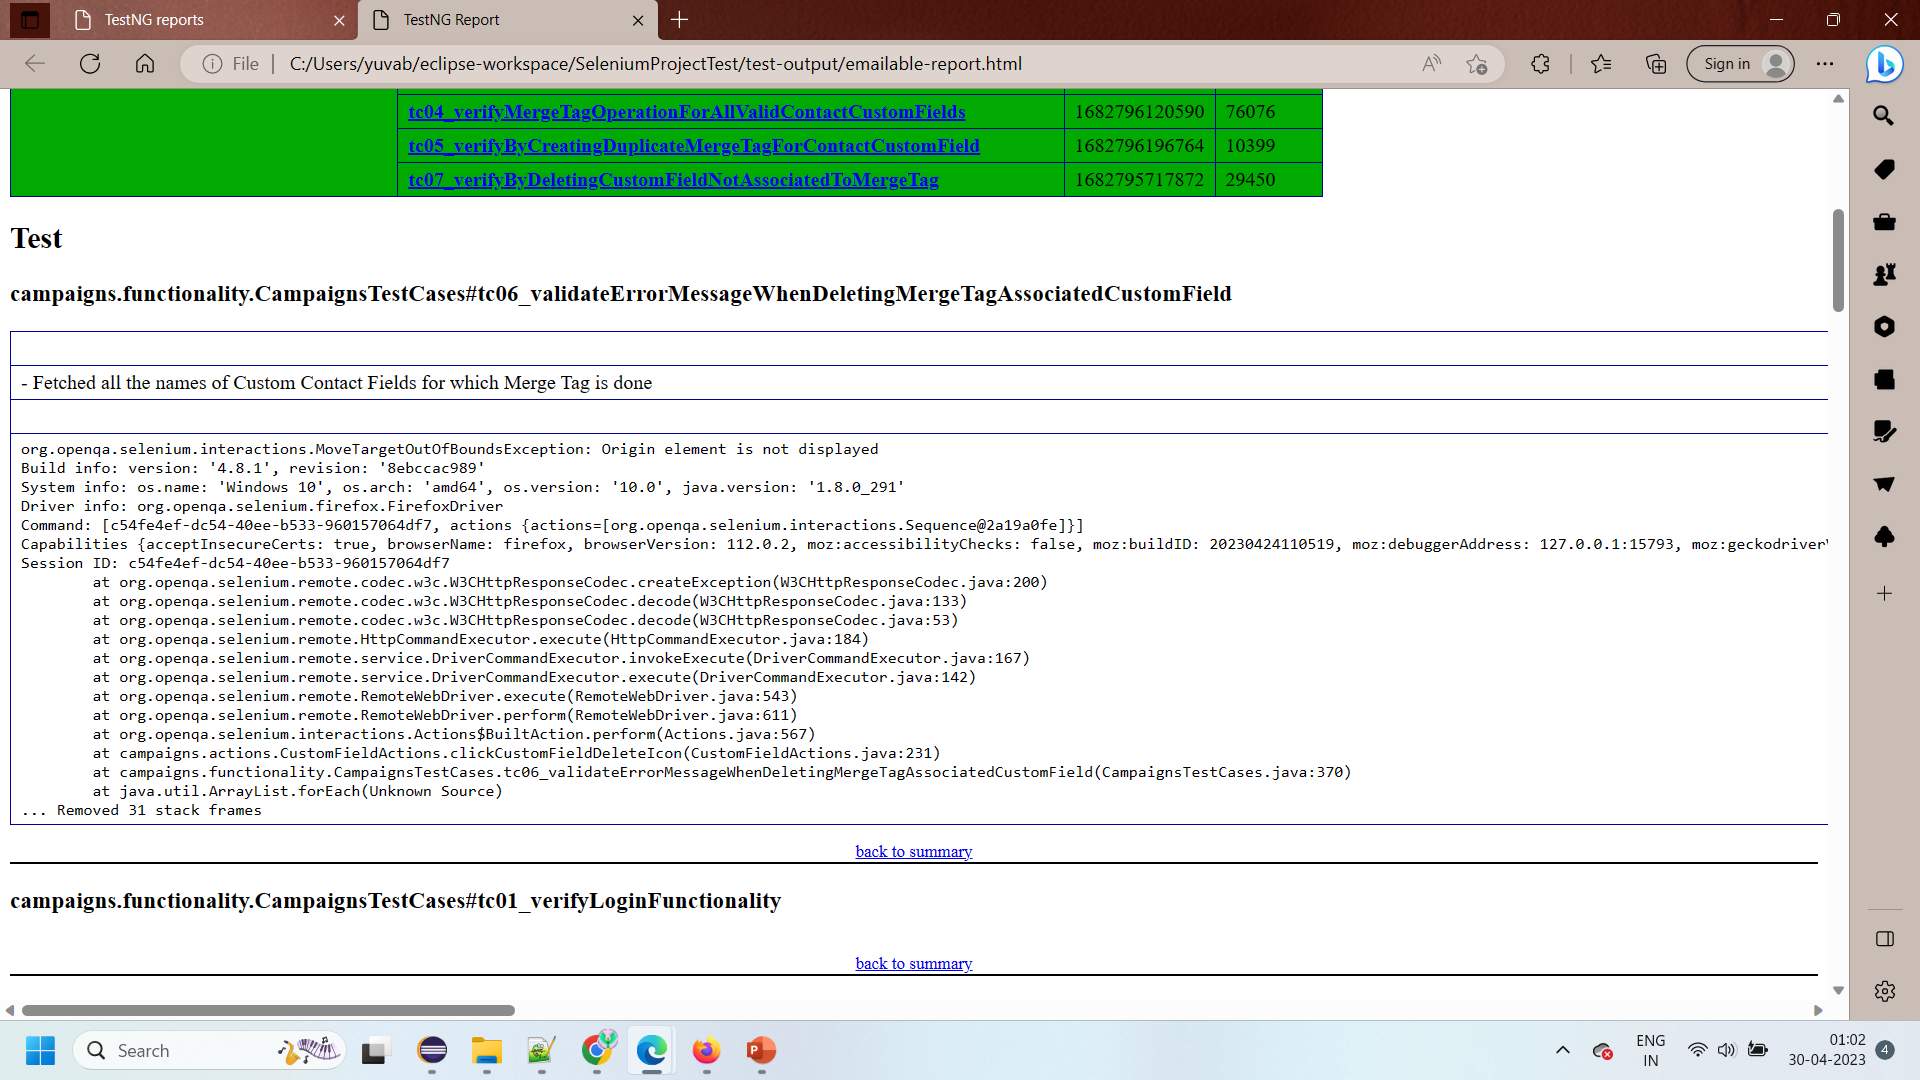 TestNG reports
TestNG Report
File
C:/Users/yuvab/eclipse-workspace/SeleniumProjectTest/test-output/emailable-report.html
Sign in
tc04_verifyMergeTagOperationForAllValidContactCustomFields 1682796120590 76076
tc05_verifyByCreatingDuplicateMergeTagForContactCustomField 1682796196764 10399
tc07_verifyByDeletingCustomFieldNotAssociatedToMergeTag 1682795717872 29450
Test
campaigns.functionality.CampaignsTestCases#tc06_validateErrorMessageWhenDeletingMergeTagAssociatedCustomField
- Fetched all the names of Custom Contact Fields for which Merge Tag is done
org.openqa.selenium.interactions.MoveTargetOutOfBoundsException: Origin element is not displayed
Build info: version: '4.8.1', revision: '8ebccac989'
System info: os.name: 'Windows 10', os.arch: 'amd64', os.version: '10.0', java.version: '1.8.0_291'
Driver info: org.openqa.selenium.firefox.FirefoxDriver
Command: [c54fe4ef-dc54-40ee-b533-960157064df7, actions {actions=[org.openqa.selenium.interactions.Sequence@2a19a0fe]}]
Capabilities {acceptInsecureCerts: true, browserName: firefox, browserVersion: 112.0.2, moz:accessibilityChecks: false, moz:buildID: 20230424110519, moz:debuggerAddress: 127.0.0.1:15793, moz:geckodriver
Session ID: c54fe4ef-dc54-40ee-b533-960157064df7
at org.openqa.selenium.remote.codec.w3c.W3CHttpResponseCodec.createException(W3CHttpResponseCodec.java:200)
at org.openqa.selenium.remote.codec.w3c.W3CHttpResponseCodec.decode(W3CHttpResponseCodec.java:133)
at org.openqa.selenium.remote.codec.w3c.W3CHttpResponseCodec.decode(W3CHttpResponseCodec.java:53)
at org.openqa.selenium.remote.HttpCommandExecutor.execute(HttpCommandExecutor.java:184)
at org.openqa.selenium.remote.service.DriverCommandExecutor.invokeExecute(DriverCommandExecutor.java:167)
at org.openqa.selenium.remote.service.DriverCommandExecutor.execute(DriverCommandExecutor.java:142)
at org.openqa.selenium.remote.RemoteWebDriver.execute(RemoteWebDriver.java:543)
at org.openqa.selenium.remote.RemoteWebDriver.perform(RemoteWebDriver.java:611)
at org.openqa.selenium.interactions.Actions$BuiltAction.perform(Actions.java:567)
at campaigns.actions.CustomFieldActions.clickCustomFieldDeleteIcon(CustomFieldActions.java:231)
at campaigns.functionality.CampaignsTestCases.tc06_validateErrorMessageWhenDeletingMergeTagAssociatedCustomField(CampaignsTestCases.java:370)
at java.util.ArrayList.forEach(Unknown Source)
... Removed 31 stack frames
back to summary
campaigns.functionality.CampaignsTestCases#tc01_verifyLoginFunctionality
back to summary
Search
ENG
IN
01:02
30-04-2023
4